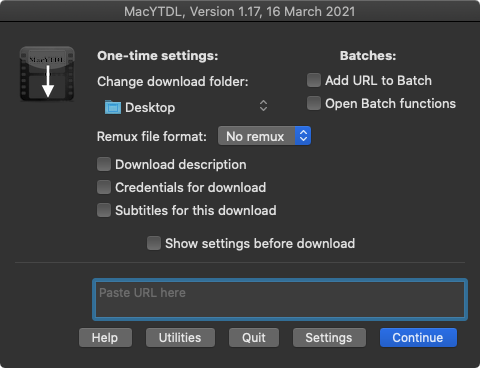 MacYTDL, Version 1.17, 16 March 2021
MacYTDL
One-time settings:
Batches:
Change download folder:
Add URL to Batch
Desktop
Open Batch functions
Remux file format: No remux
Download description
Credentials for download
Subtitles for this download
Show settings before download
Paste URL here
Help Utilities Quit Settings Continue